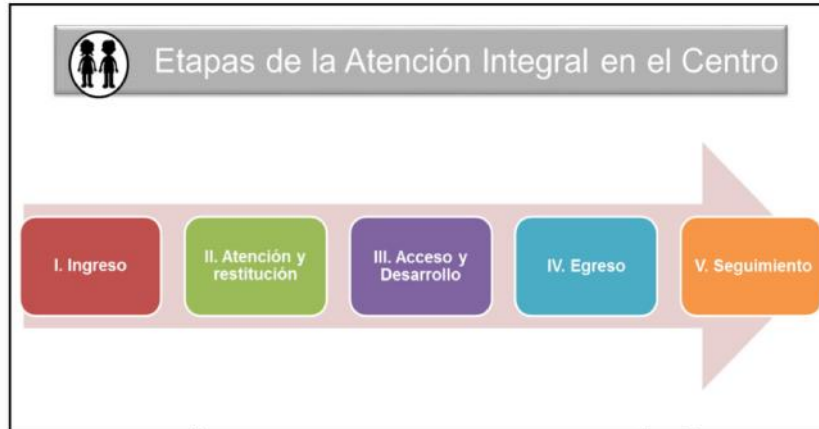 Etapas de la Atención Integral en el Centro
I. Ingreso
II. Atención y
restitución
III. Acceso y
Desarrollo
IV. Egreso
V. Seguimiento